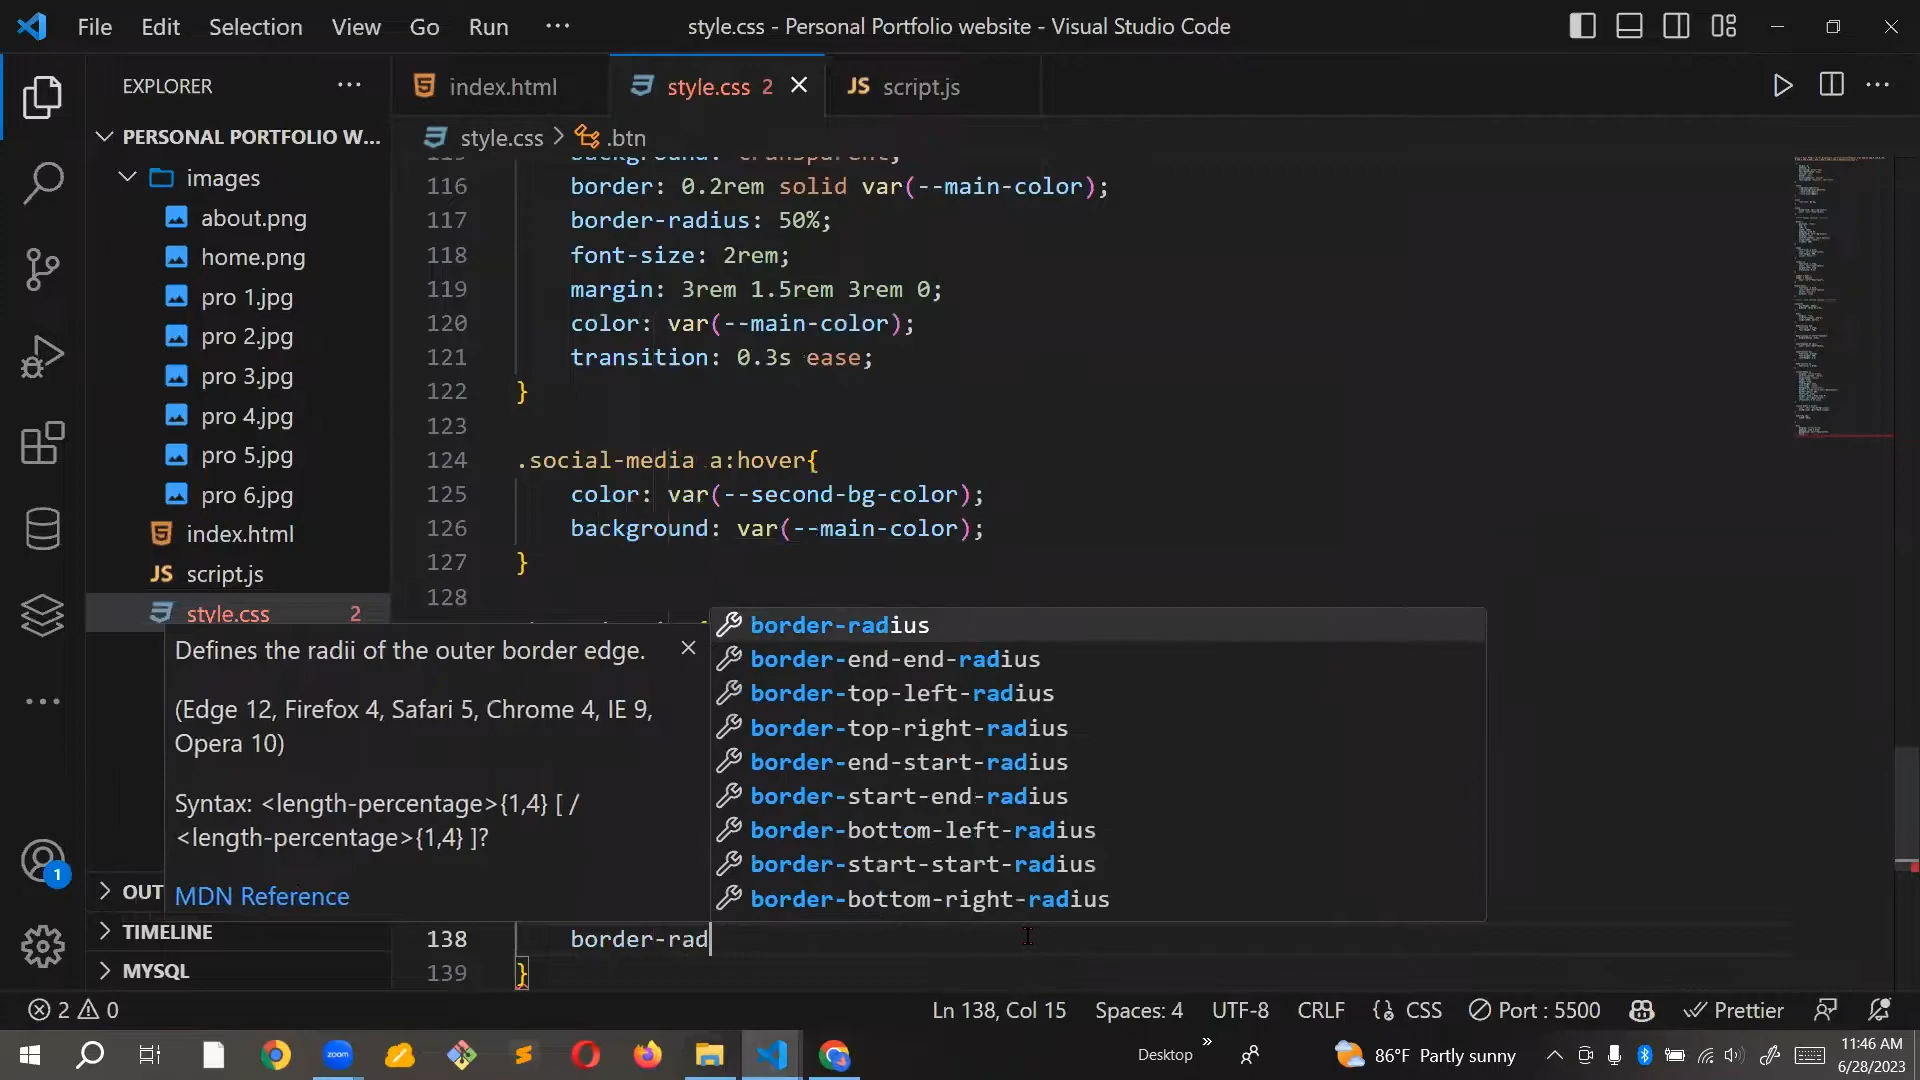 File Edit Selection View Go Run ··· style.css - Personal Portfolio website - Visual Studio Code
EXPLORER
index.html
style.css 2
JS script.js
style.css > .btn
PERSONAL PORTFOLIO W...
images
about.png
home.png
pro 1.jpg
pro 2.jpg
pro 3.jpg
pro 4.jpg
pro 5.jpg
pro 6.jpg
index.html
JS script.js
style.css 2
background: transparent;
116 border: 0.2rem solid var(--main-color);
117 border-radius: 50%;
118 font-size: 2rem;
119 margin: 3rem 1.5rem 3rem 0;
120 color: var(--main-color);
121 transition: 0.3s ease;
122 }
123
124 .social-media a:hover{
125 color: var(--second-bg-color);
126 background: var(--main-color);
127 }
128
Defines the radii of the outer border edge.
(Edge 12, Firefox 4, Safari 5, Chrome 4, IE 9,
Opera 10)
Syntax: <length-percentage>{1,4} [ /
<length-percentage>{1,4} ]?
MDN Reference
border-radius
border-end-end-radius
border-top-left-radius
border-top-right-radius
border-end-start-radius
border-start-end-radius
border-bottom-left-radius
border-start-start-radius
border-bottom-right-radius
OUT
TIMELINE
MYSQL
138 border-rad
139 }
1
2 0
Ln 138, Col 15 Spaces: 4 UTF-8 CRLF CSS Port : 5500 Prettier
zoom
Desktop
86°F Partly sunny
11:46 AM
6/28/2023